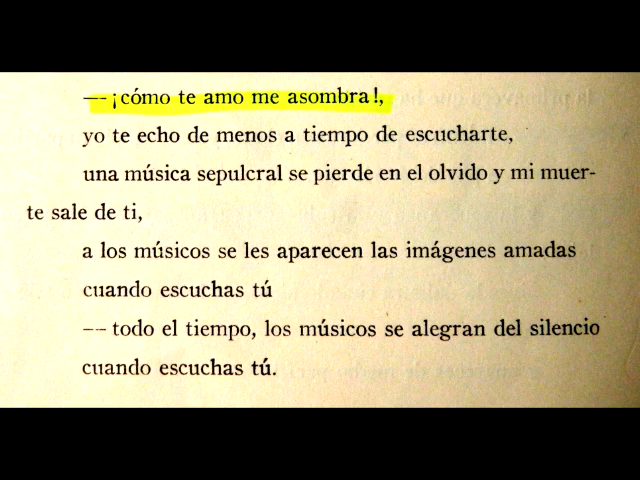 —¡cómo te amo me asombra!,
yo te echo de menos a tiempo de escucharte,
una música sepulcral se pierde en el olvido y mi muer-
te sale de ti,
a los músicos se les aparecen las imágenes amadas
cuando escuchas tú
—todo el tiempo, los músicos se alegran del silencio
cuando escuchas tú.